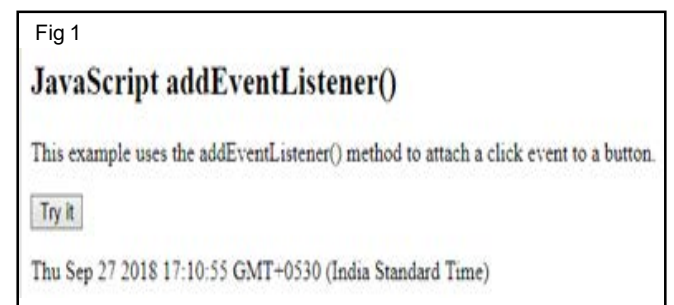 Fig 1
JavaScript addEventListener()
This example uses the addEventListener() method to attach a click event to a button.
Try it
Thu Sep 27 2018 17:10:55 GMT+0530 (India Standard Time)